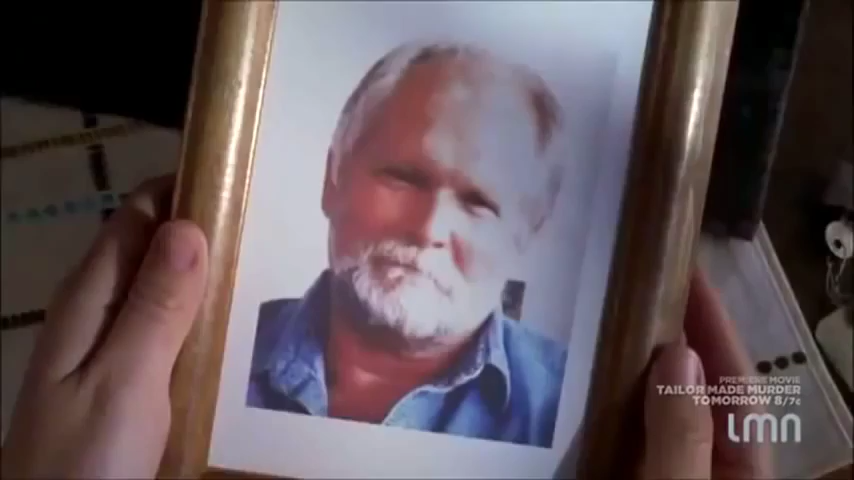 PREMIERE MOVIE
TAILOR MADE MURDER
TOMORROW 8/7c
lmn